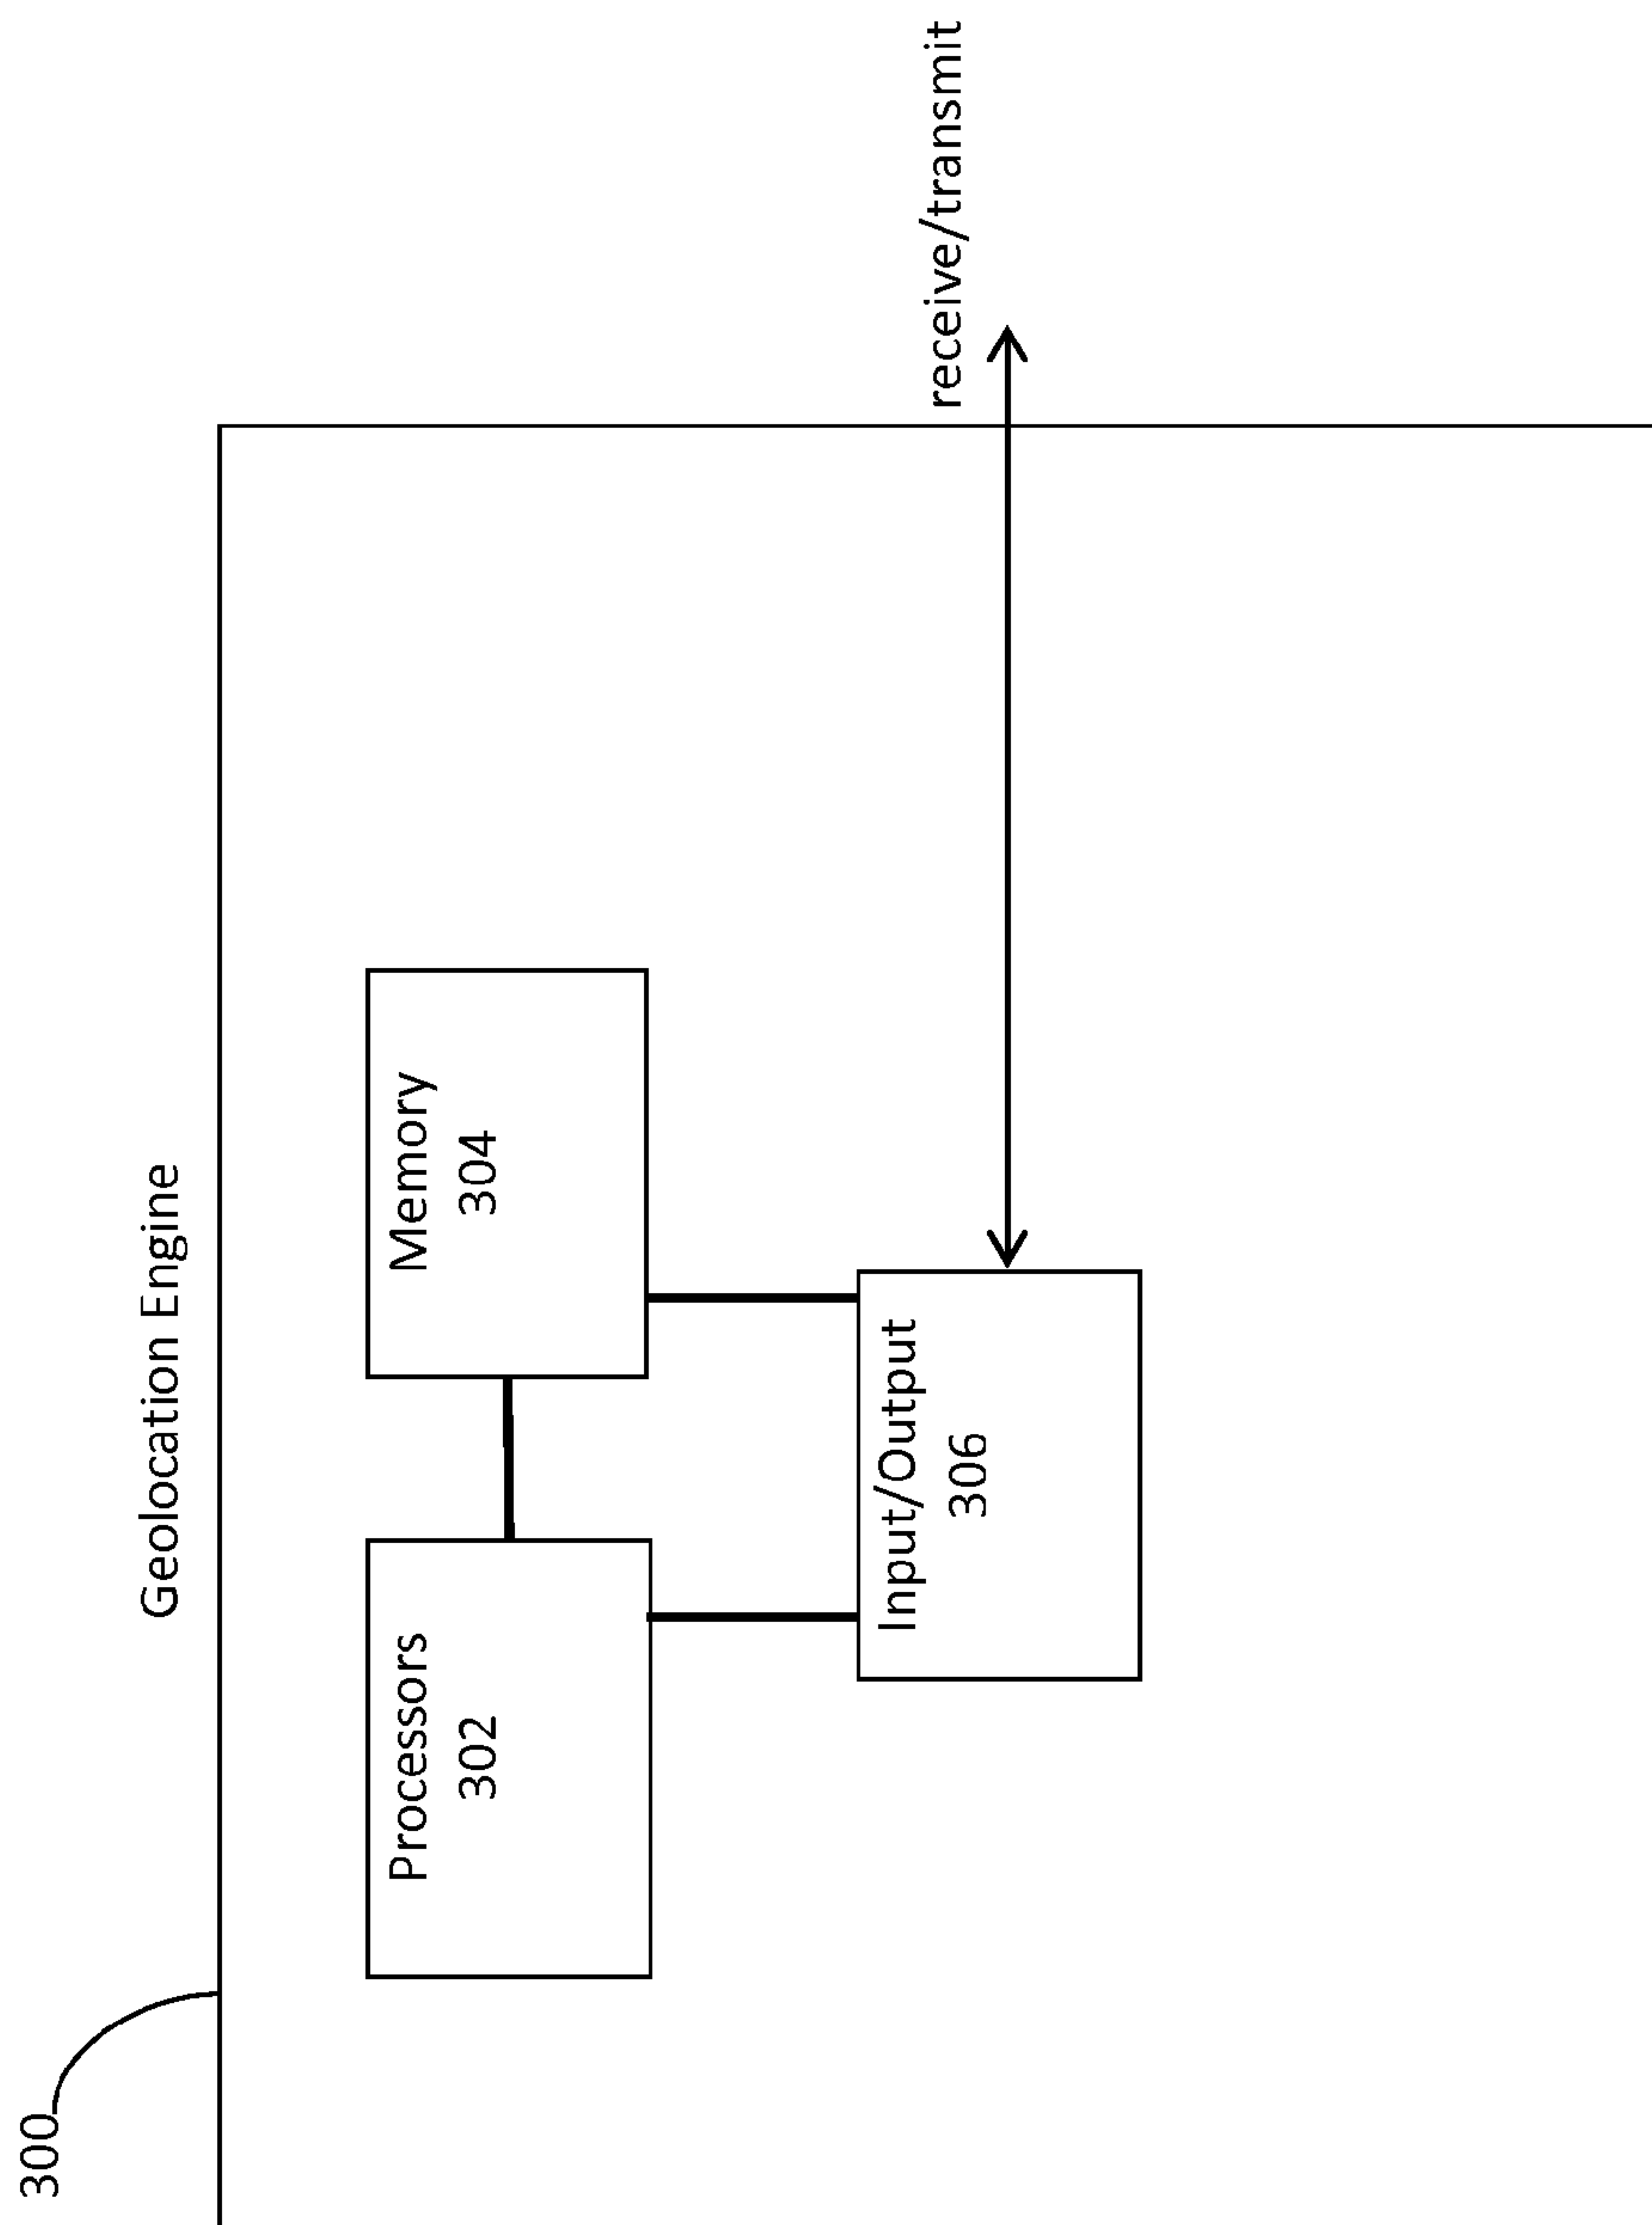 300
Geolocation Engine
Processors
302
Memory
304
Input/Output
306
receive/transmit